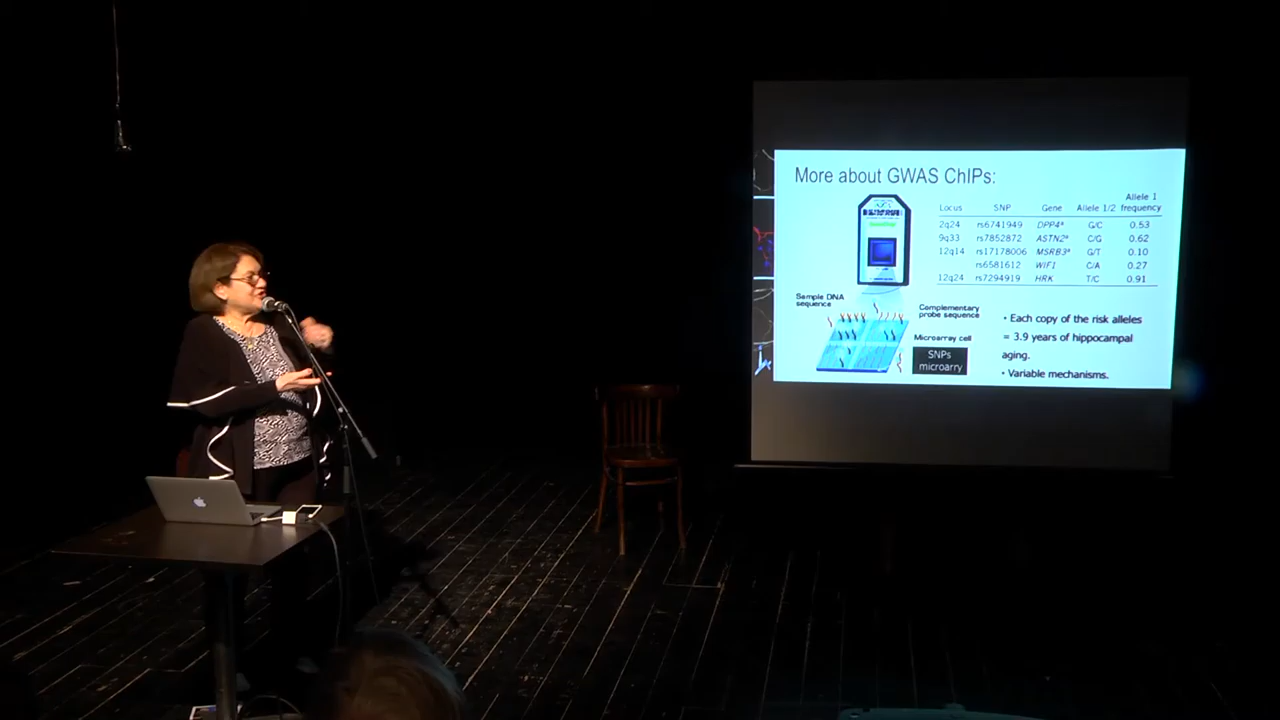 More about GWAS ChIPs:
Locus SNP Gene Allele 1/2 Allele 1 frequency
2q24 rs6741949 DPP4ª G/C 0.53
9q33 rs7852872 ASTN2ª C/G 0.62
12q14 rs17178006 MSRB3ª G/T 0.10
rs6581612 WIF1 C/A 0.27
12q24 rs7294919 HRK T/C 0.91
Sample DNA
sequence
Complementary
probe sequence
Microarray cell
SNPs
microarry
• Each copy of the risk alleles
= 3.9 years of hippocampal
aging.
• Variable mechanisms.